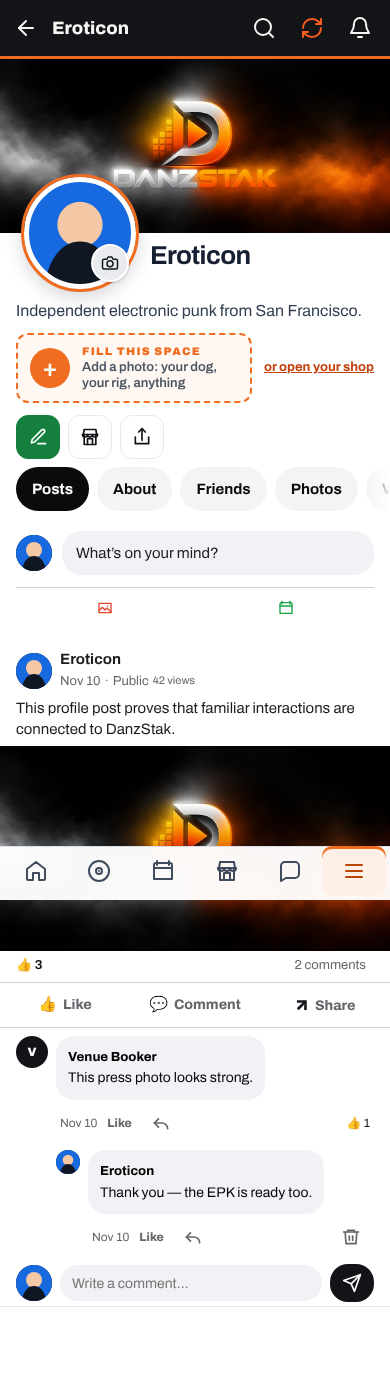 Eroticon
DANZSTAK
Eroticon
Independent electronic punk from San Francisco.
FILL THIS SPACE
Add a photo: your dog,
your rig, anything
or open your shop
Posts
About
Friends
Photos
What's on your mind?
Eroticon
Nov 10 · Public 42 views
This profile post proves that familiar interactions are
connected to DanzStak.
👍 3
2 comments
👍 Like
💬 Comment
Share
V
Venue Booker
This press photo looks strong.
Nov 10 Like
👍 1
Eroticon
Thank you — the EPK is ready too.
Nov 10 Like
Write a comment...